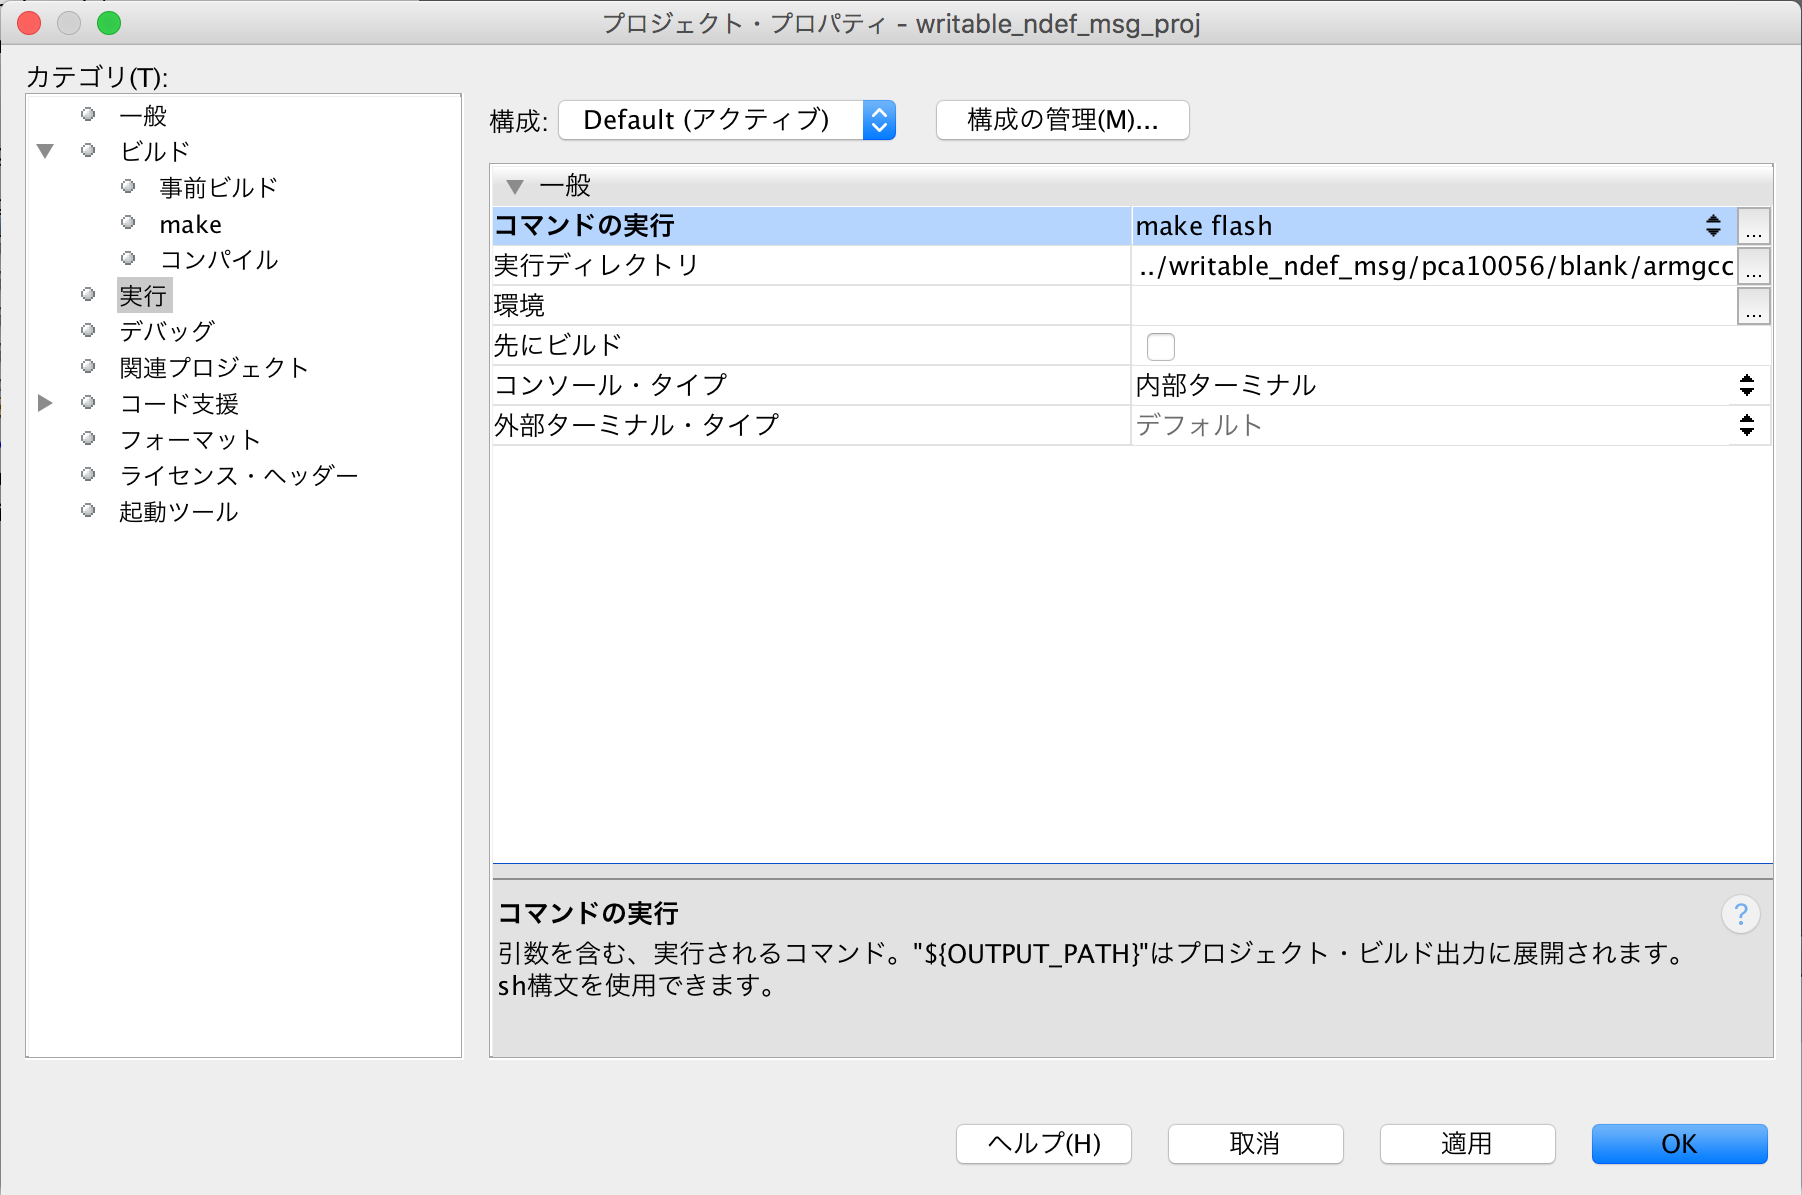 プロジェクト・プロパティ - writable_ndef_msg_proj
カテゴリ(T):
一般
ビルド
事前ビルド
make
コンパイル
実行
デバッグ
関連プロジェクト
コード支援
フォーマット
ライセンス・ヘッダー
起動ツール
構成: Default (アクティブ) 構成の管理(M)...
一般
コマンドの実行 make flash ...
実行ディレクトリ ../writable_ndef_msg/pca10056/blank/armgcc ...
環境 ...
先にビルド
コンソール・タイプ 内部ターミナル
外部ターミナル・タイプ デフォルト
コマンドの実行
?
引数を含む、実行されるコマンド。"${OUTPUT_PATH}"はプロジェクト・ビルド出力に展開されます。
sh構文を使用できます。
ヘルプ(H) 取消 適用 OK